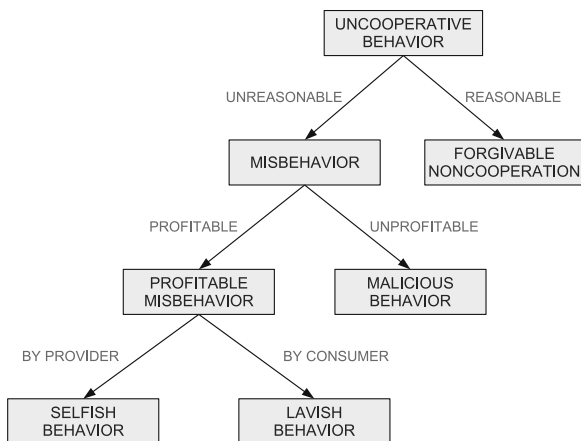 UNCOOPERATIVE
BEHAVIOR
UNREASONABLE
REASONABLE
MISBEHAVIOR
FORGIVABLE
NONCOOPERATION
PROFITABLE
UNPROFITABLE
PROFITABLE
MISBEHAVIOR
MALICIOUS
BEHAVIOR
BY PROVIDER
BY CONSUMER
SELFISH
BEHAVIOR
LAVISH
BEHAVIOR